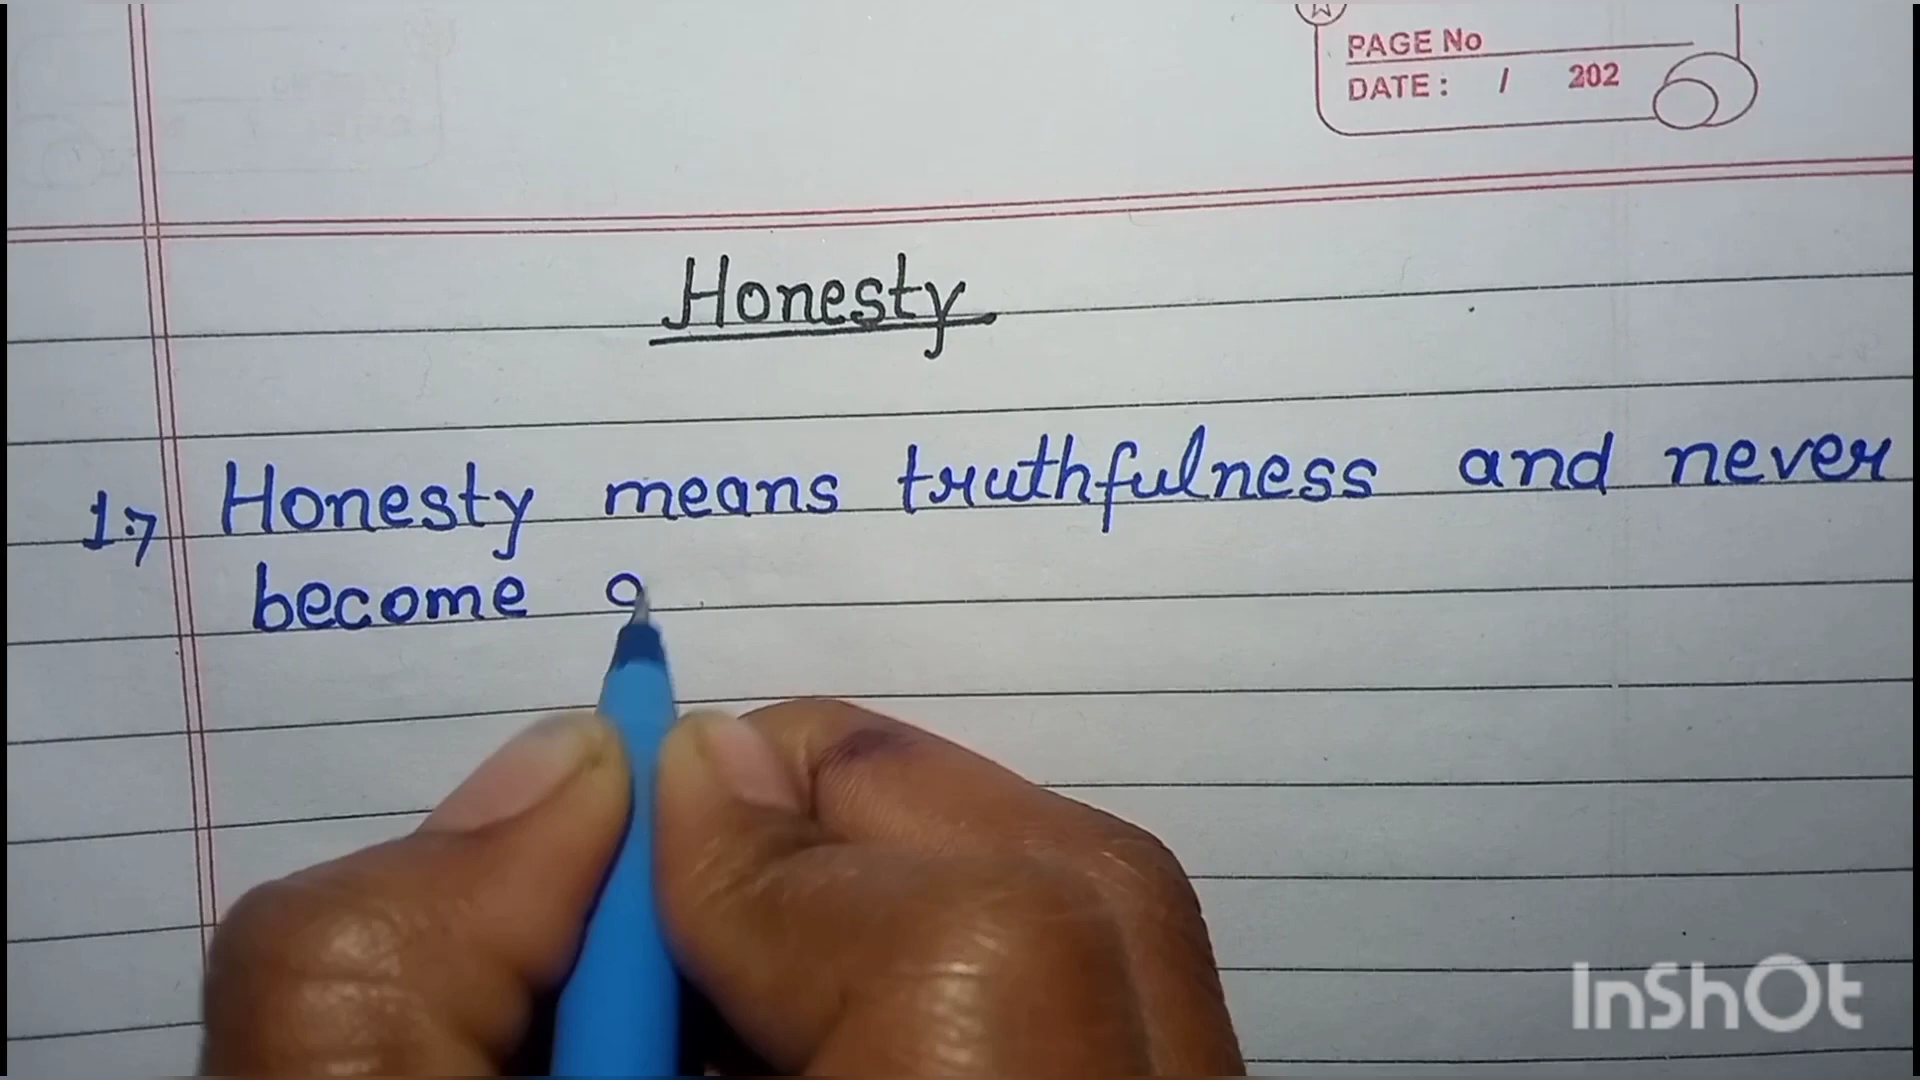 PAGE No
DATE : / 202
Honesty
1:7 Honesty means truthfulness and never
become a
InShOt